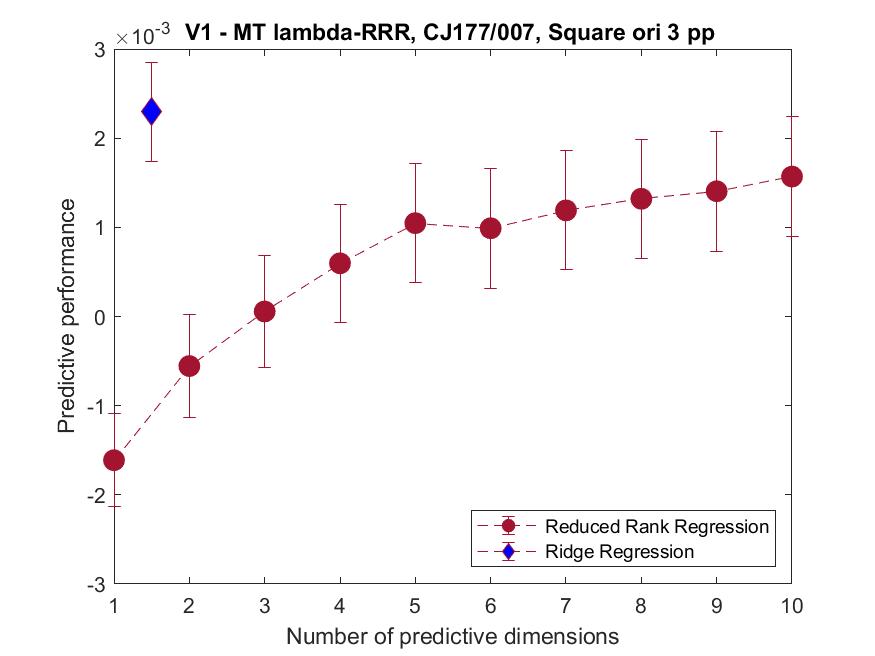 ×10⁻³
V1 - MT lambda-RRR, CJ177/007, Square ori 3 pp
3
2
1
0
-1
-2
-3
Predictive performance
1 2 3 4 5 6 7 8 9 10
Number of predictive dimensions
Reduced Rank Regression
Ridge Regression